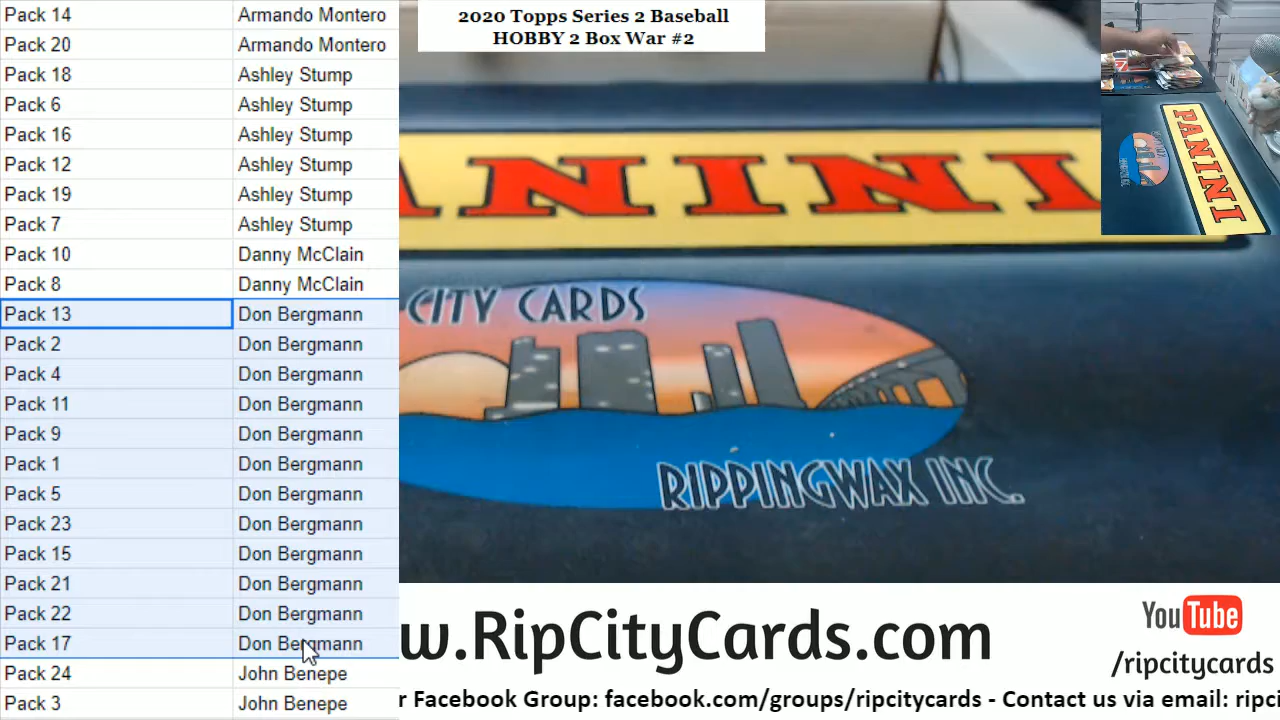 Pack 14 Armando Montero
Pack 20 Armando Montero
Pack 18 Ashley Stump
Pack 6 Ashley Stump
Pack 16 Ashley Stump
Pack 12 Ashley Stump
Pack 19 Ashley Stump
Pack 7 Ashley Stump
Pack 10 Danny McClain
Pack 8 Danny McClain
Pack 13 Don Bergmann
Pack 2 Don Bergmann
Pack 4 Don Bergmann
Pack 11 Don Bergmann
Pack 9 Don Bergmann
Pack 1 Don Bergmann
Pack 5 Don Bergmann
Pack 23 Don Bergmann
Pack 15 Don Bergmann
Pack 21 Don Bergmann
Pack 22 Don Bergmann
Pack 17 Don Bergmann
Pack 24 John Benepe
Pack 3 John Benepe
2020 Topps Series 2 Baseball
HOBBY 2 Box War #2
ANINI
CITY CARDS
RIPPINGWAX INC.
PANINI
w.RipCityCards.com
YouTube
/ripcitycards
r Facebook Group: facebook.com/groups/ripcitycards - Contact us via email: ripci